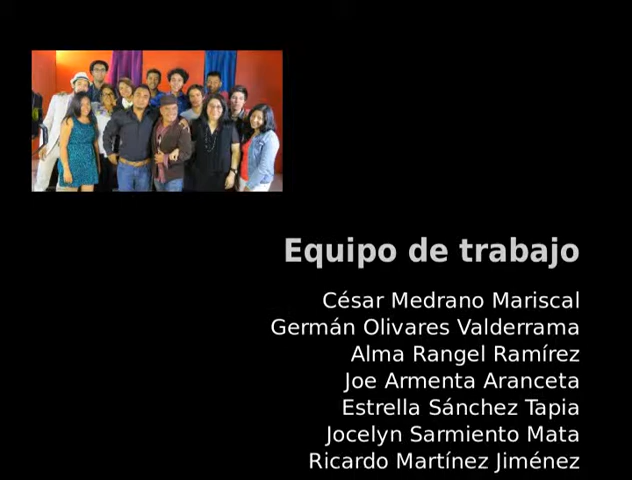 Equipo de trabajo
César Medrano Mariscal
Germán Olivares Valderrama
Alma Rangel Ramírez
Joe Armenta Aranceta
Estrella Sánchez Tapia
Jocelyn Sarmiento Mata
Ricardo Martínez Jiménez